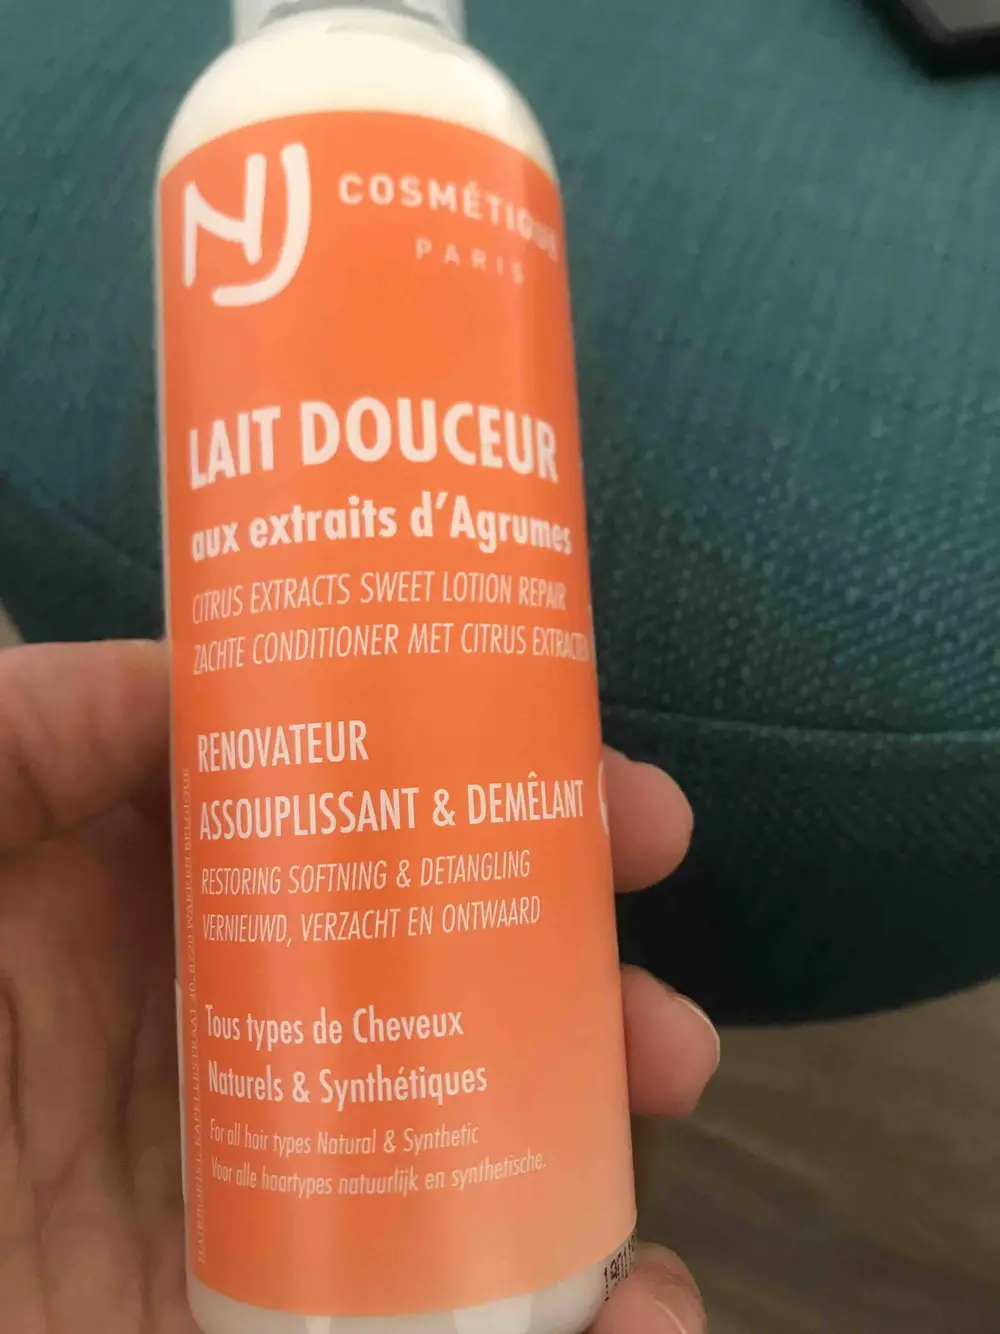 NJ
COSMÉTIQUE
PARIS
LAIT DOUCEUR
aux extraits d'Agrumes
CITRUS EXTRACTS SWEET LOTION REPAIR
ZACHTE CONDITIONER MET CITRUS EXTRACTEN
RENOVATEUR
ASSOUPLISSANT & DEMÊLANT
RESTORING SOFTNING & DETANGLING
VERNIEUWD, VERZACHT EN ONTWAARD
Tous types de Cheveux
Naturels & Synthétiques
For all hair types Natural & Synthetic
Voor alle haartypes natuurlijk en synthetische.